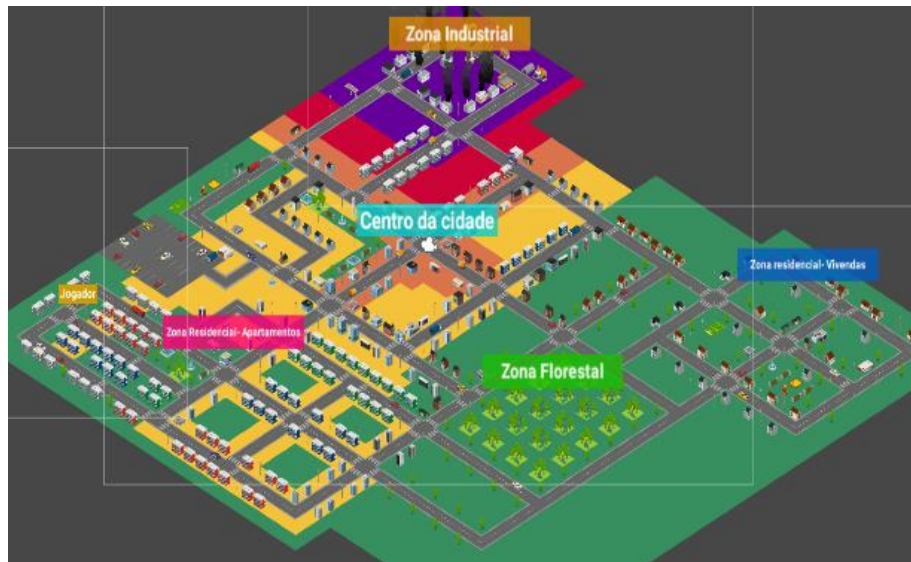 Zona Industrial
Centro da cidade
Zona residencial- Vivendas
Jogador
Zona Residencial- Apartamentos
Zona Florestal